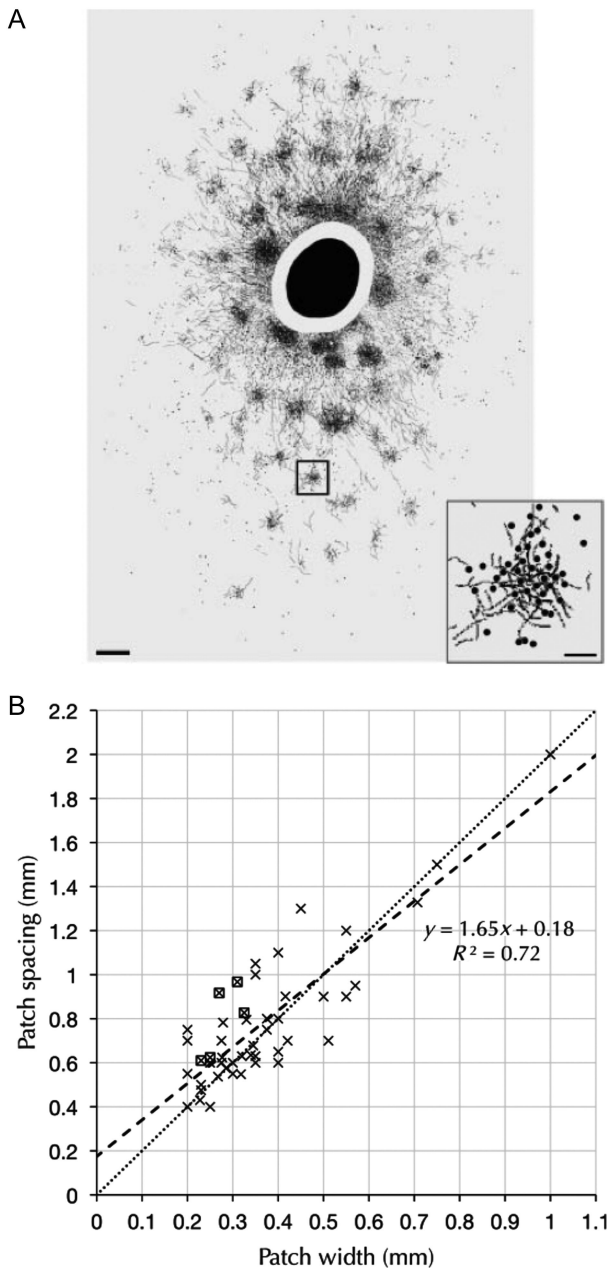 A
B
2.2
2
1.8
1.6
1.4
1.2
1
0.8
0.6
0.4
0.2
0
Patch spacing (mm)
y = 1.65x + 0.18
R² = 0.72
0 0.1 0.2 0.3 0.4 0.5 0.6 0.7 0.8 0.9 1 1.1
Patch width (mm)